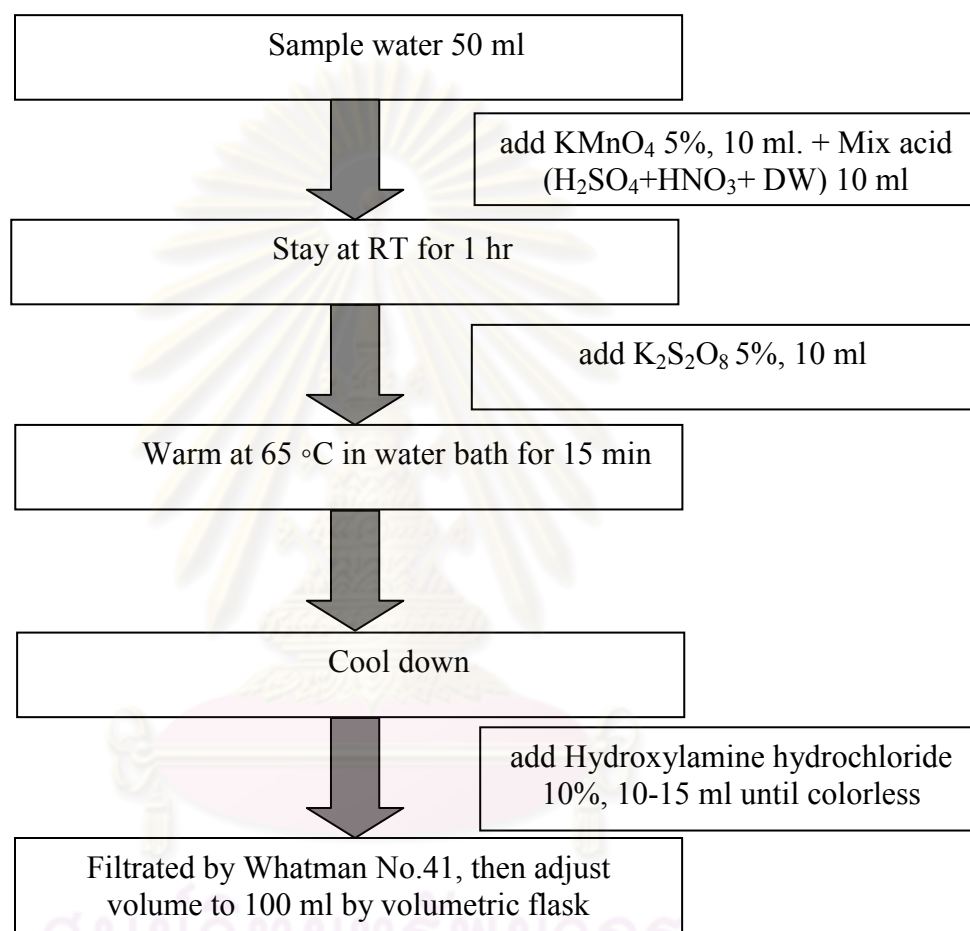 Sample water 50 ml
add KMnO₄ 5%, 10 ml. + Mix acid
(H₂SO₄+HNO₃+ DW) 10 ml
Stay at RT for 1 hr
add K₂S₂O₈ 5%, 10 ml
Warm at 65 ◦C in water bath for 15 min
Cool down
add Hydroxylamine hydrochloride
10%, 10-15 ml until colorless
Filtrated by Whatman No.41, then adjust
volume to 100 ml by volumetric flask